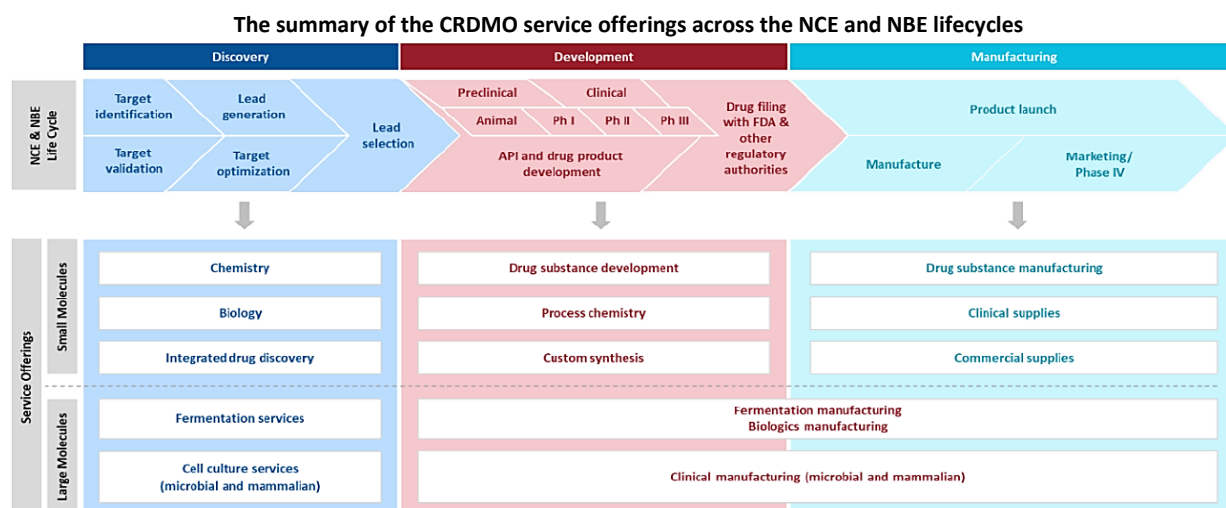 The summary of the CRDMO service offerings across the NCE and NBE lifecycles
Discovery
Development
Manufacturing
NCE & NBE
Life Cycle
Target
identification
Lead
generation
Target
validation
Target
optimization
Lead
selection
Preclinical
Clinical
Animal
Ph I
Ph II
Ph III
API and drug product
development
Drug filing
with FDA &
other
regulatory
authorities
Product launch
Manufacture
Marketing/
Phase IV
Service Offerings
Small Molecules
Chemistry
Drug substance development
Drug substance manufacturing
Biology
Process chemistry
Clinical supplies
Integrated drug discovery
Custom synthesis
Commercial supplies
Large Molecules
Fermentation services
Fermentation manufacturing
Biologics manufacturing
Cell culture services
(microbial and mammalian)
Clinical manufacturing (microbial and mammalian)